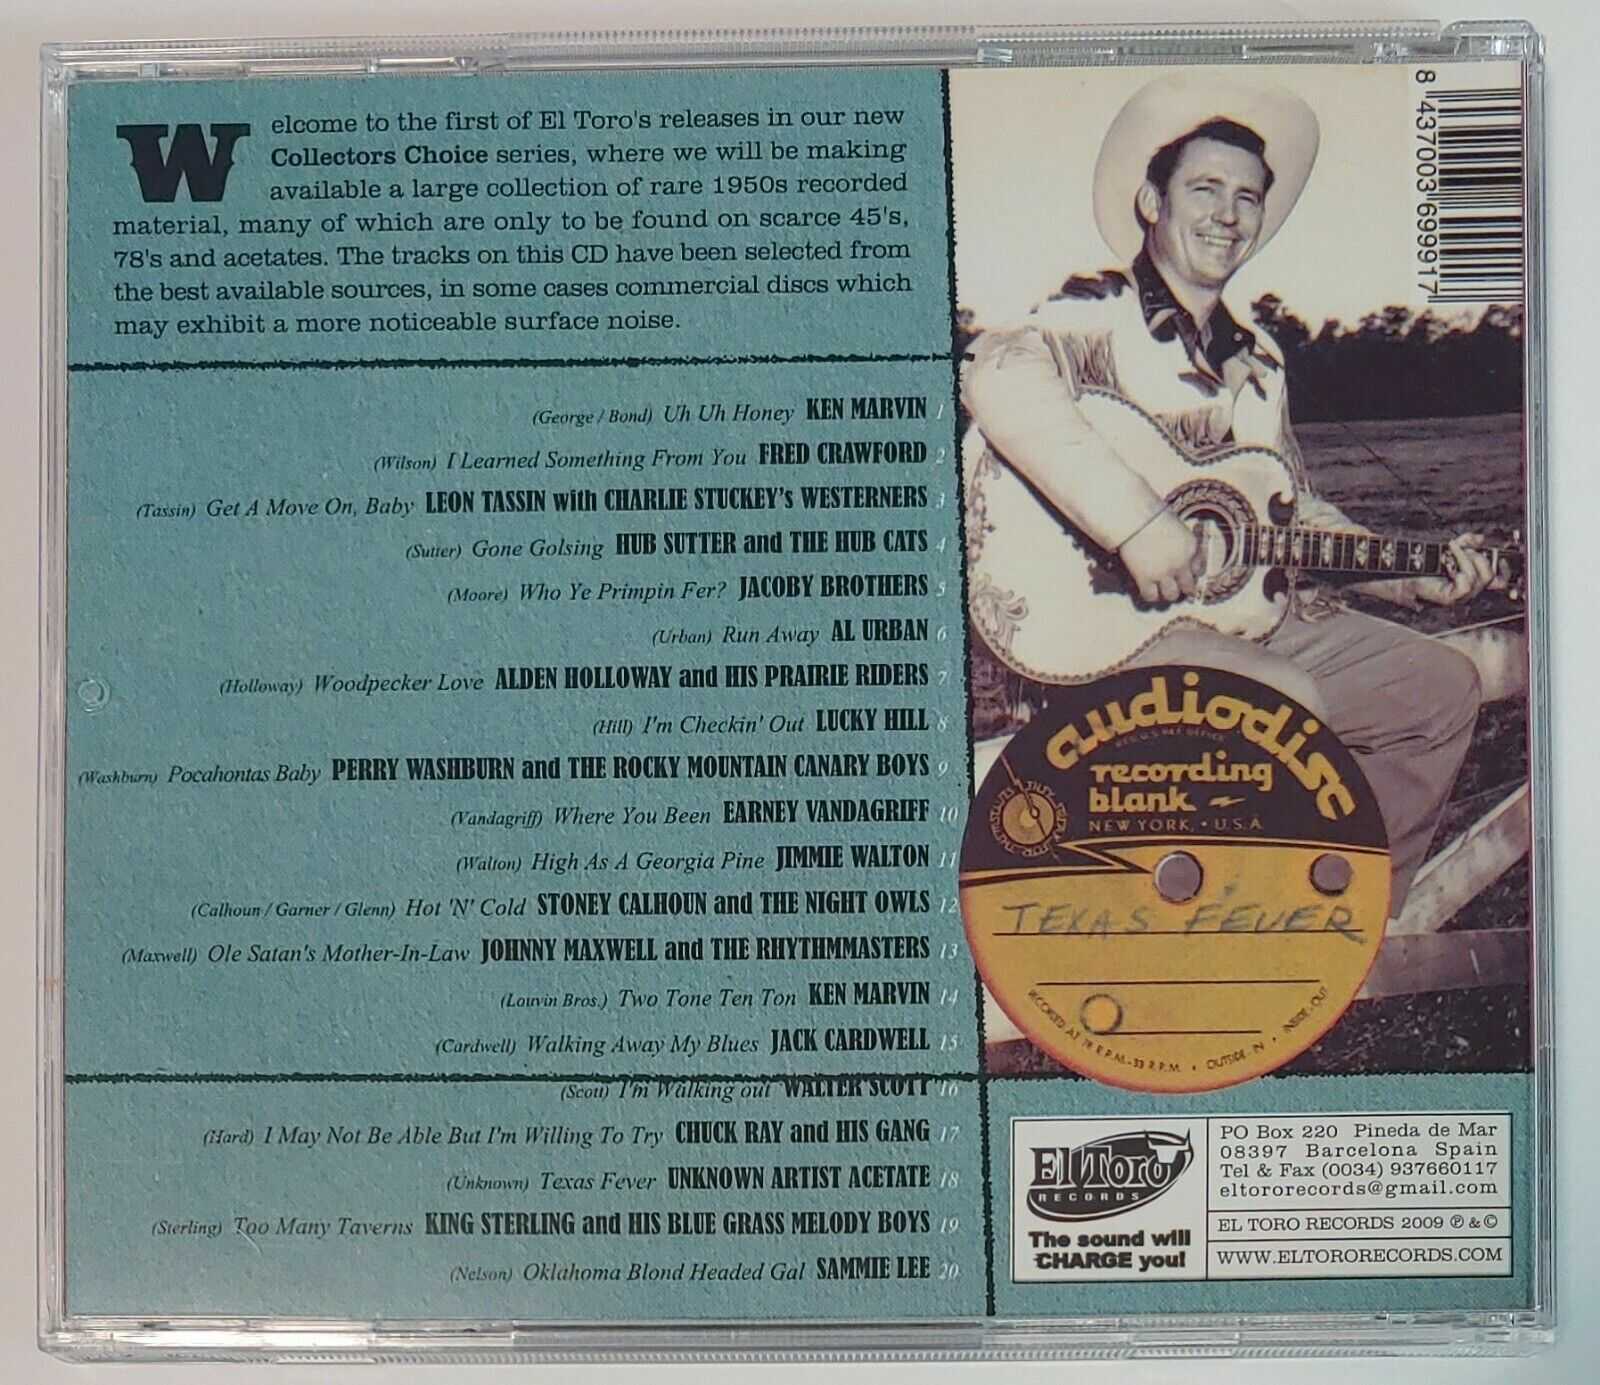 Welcome to the first of El Toro's releases in our new
Collectors Choice series, where we will be making
available a large collection of rare 1950s recorded
material, many of which are only to be found on scarce 45's,
78's and acetates. The tracks on this CD have been selected from
the best available sources, in some cases commercial discs which
may exhibit a more noticeable surface noise.
(George / Bond) Uh Uh Honey KEN MARVIN 1
(Wilson) I Learned Something From You FRED CRAWFORD 2
(Tassin) Get A Move On, Baby LEON TASSIN with CHARLIE STUCKEY's WESTERNERS 3
(Sutter) Gone Golsing HUB SUTTER and THE HUB CATS 4
(Moore) Who Ye Primpin Fer? JACOBY BROTHERS 5
(Urban) Run Away AL URBAN 6
(Holloway) Woodpecker Love ALDEN HOLLOWAY and HIS PRAIRIE RIDERS 7
(Hill) I'm Checkin' Out LUCKY HILL 8
(Washburn) Pocahontas Baby PERRY WASHBURN and THE ROCKY MOUNTAIN CANARY BOYS 9
(Vandagriff) Where You Been EARNEY VANDAGRIFF 10
(Walton) High As A Georgia Pine JIMMIE WALTON 11
(Calhoun / Garner / Glenn) Hot 'N' Cold STONEY CALHOUN and THE NIGHT OWLS 12
(Maxwell) Ole Satan's Mother-In-Law JOHNNY MAXWELL and THE RHYTHMMASTERS 13
(Louvin Bros.) Two Tone Ten Ton KEN MARVIN 14
(Cardwell) Walking Away My Blues JACK CARDWELL 15
(Scott) I'm Walking out WALTER SCOTT 16
(Hard) I May Not Be Able But I'm Willing To Try CHUCK RAY and HIS GANG 17
(Unknown) Texas Fever UNKNOWN ARTIST ACETATE 18
(Sterling) Too Many Taverns KING STERLING and HIS BLUE GRASS MELODY BOYS 19
(Nelson) Oklahoma Blond Headed Gal SAMMIE LEE 20
8 437003 699917
audiodisc
REG. U.S. PAT. OFFICE
recording
blank
NEW YORK, • U.S.A
TEXAS FEVER
RECORDED AT 78 R.P.M.-33 R.P.M. • OUTSIDE-IN • INSIDE-OUT
El Toro
RECORDS
The sound will
CHARGE you!
PO Box 220 Pineda de Mar
08397 Barcelona Spain
Tel & Fax (0034) 937660117
eltororecords@gmail.com
EL TORO RECORDS 2009 ℗ & ©
WWW.ELTORORECORDS.COM